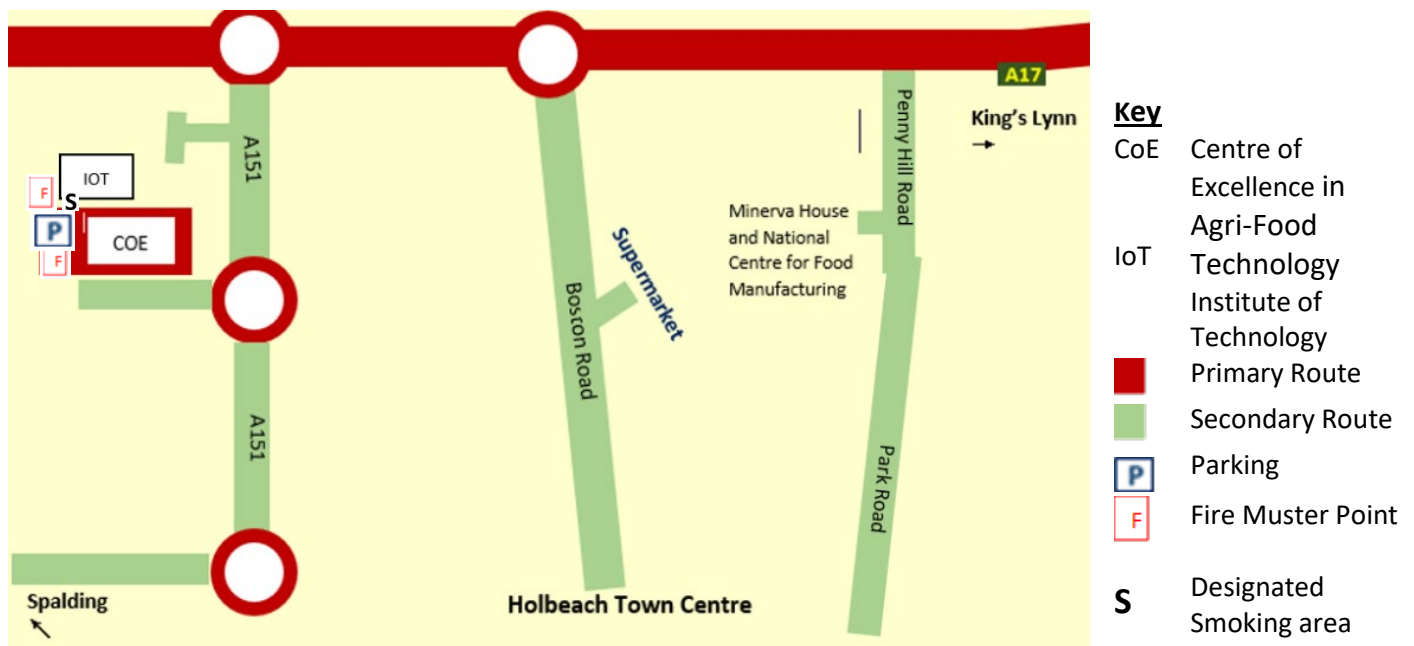 A17
King's Lynn
Penny Hill Road
A151
IOT
F
S
P
COE
F
Minerva House
and National
Centre for Food
Manufacturing
Supermarket
Boston Road
A151
Park Road
Spalding
Holbeach Town Centre
Key
CoE Centre of
Excellence in
Agri-Food
IoT Technology
Institute of
Technology
Primary Route
Secondary Route
P Parking
F Fire Muster Point
S Designated
Smoking area